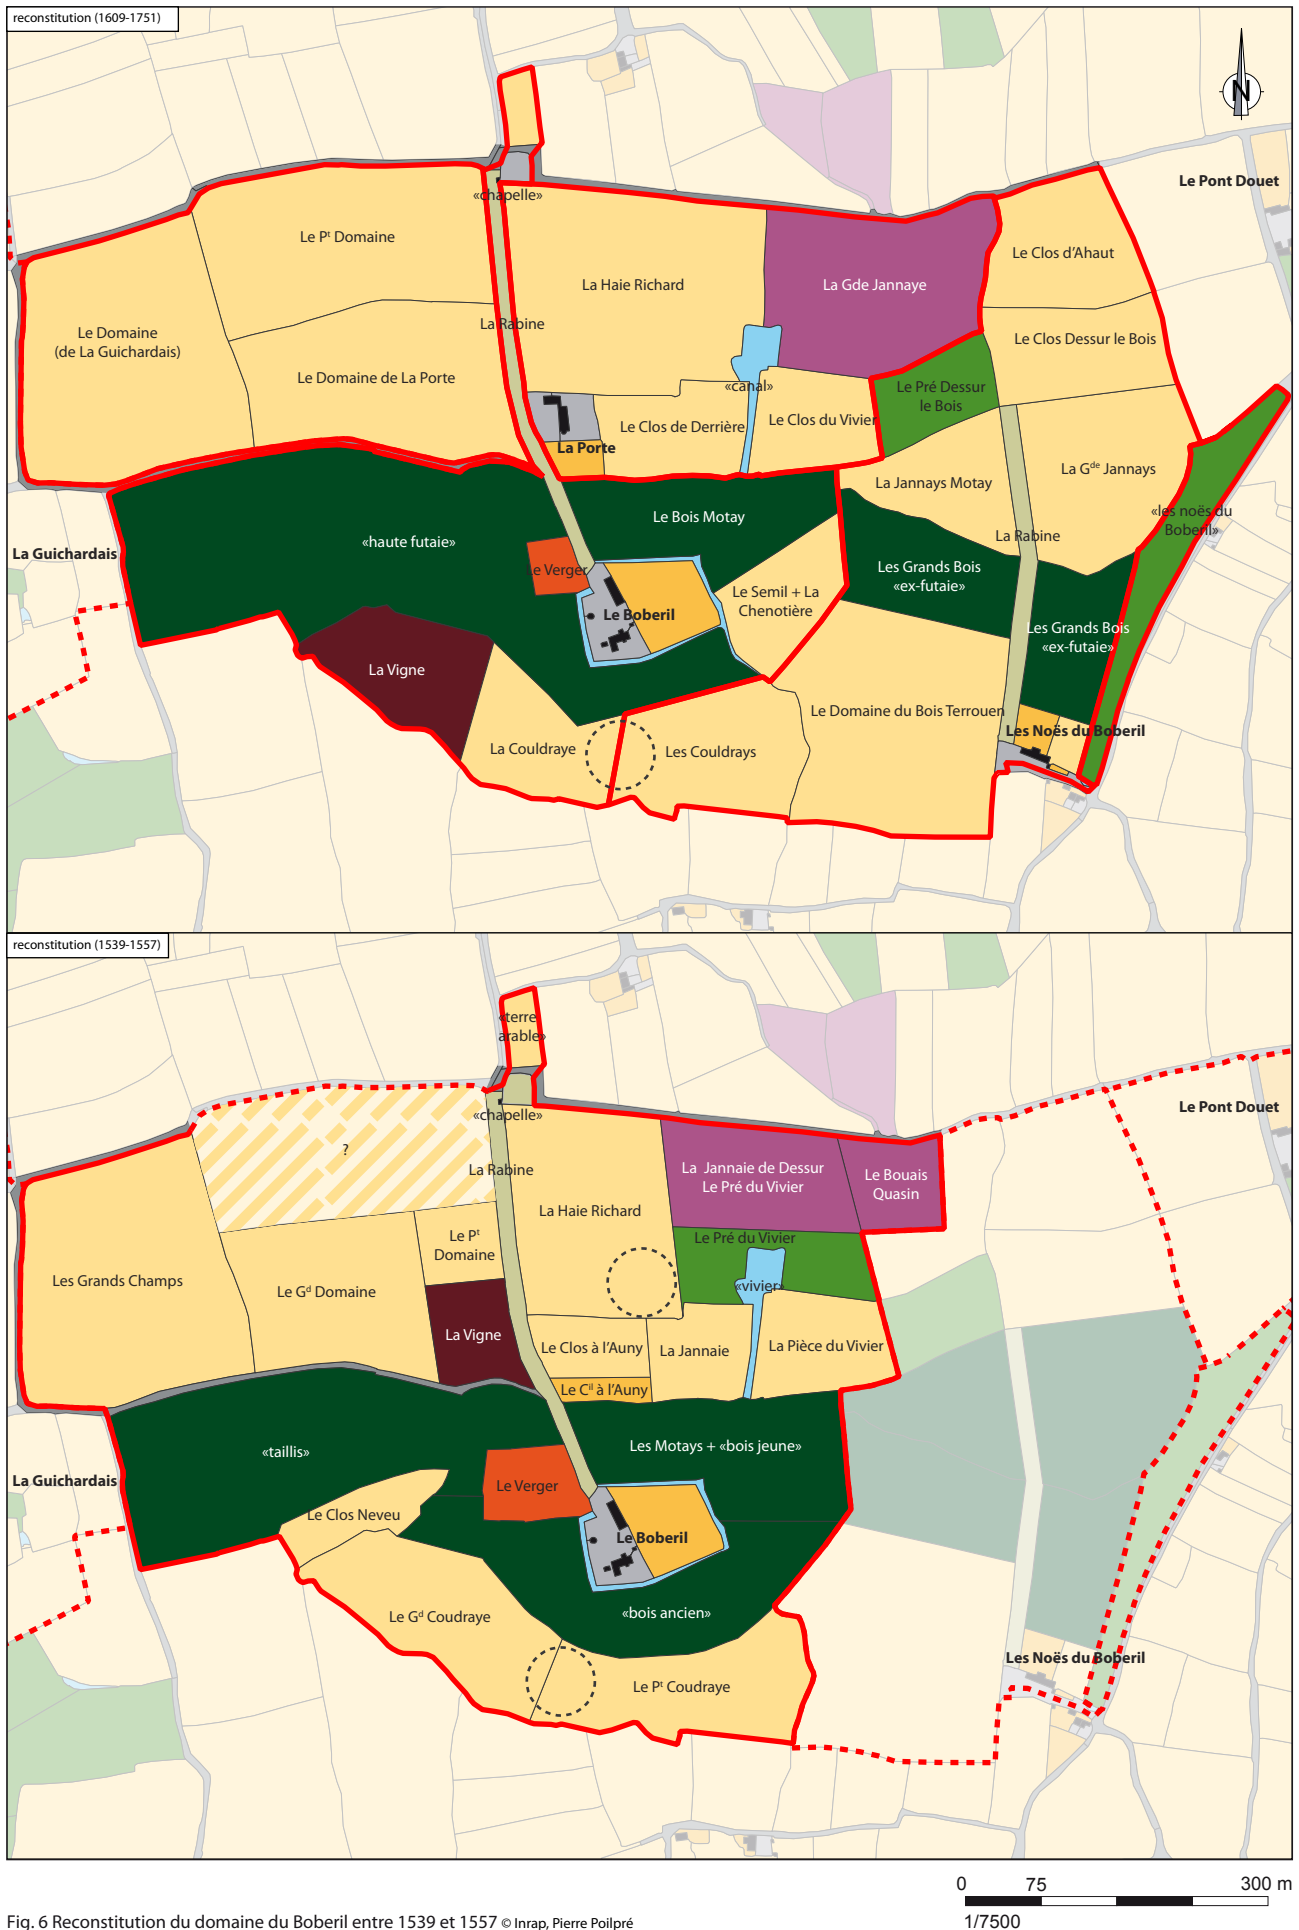 reconstitution (1609-1751)
N
Le Pont Douet
«chapelle»
Le Pt Domaine
Le Clos d'Ahaut
La Haie Richard
La Gde Jannaye
La Rabine
Le Domaine
(de La Guichardais)
Le Clos Dessur le Bois
Le Domaine de La Porte
«canal»
Le Pré Dessur
le Bois
Le Clos de Derrière
Le Clos du Vivier
La Porte
La Gde Jannays
La Jannays Motay
Le Bois Motay
«les noës du
Boberil»
La Rabine
«haute futaie»
La Guichardais
Le Verger
Les Grands Bois
«ex-futaie»
Le Semil + La
Chenotière
Le Boberil
Les Grands Bois
«ex-futaie»
La Vigne
Le Domaine du Bois Terrouen
Les Noës du Boberil
La Couldraye
Les Couldrays
reconstitution (1539-1557)
«terre
arable»
Le Pont Douet
«chapelle»
?
La Rabine
La Jannaie de Dessur
Le Pré du Vivier
Le Bouais
Quasin
La Haie Richard
Le Pt
Domaine
Le Pré du Vivier
Les Grands Champs
Le Gd Domaine
«vivier»
La Vigne
Le Clos à l'Auny
La Jannaie
La Pièce du Vivier
Le Cil à l'Auny
«taillis»
Les Motays + «bois jeune»
La Guichardais
Le Verger
Le Clos Neveu
Le Boberil
Le Gd Coudraye
«bois ancien»
Les Noës du Boberil
Le Pt Coudraye
0 75 300 m
1/7500
Fig. 6 Reconstitution du domaine du Boberil entre 1539 et 1557 © Inrap, Pierre Poilpré